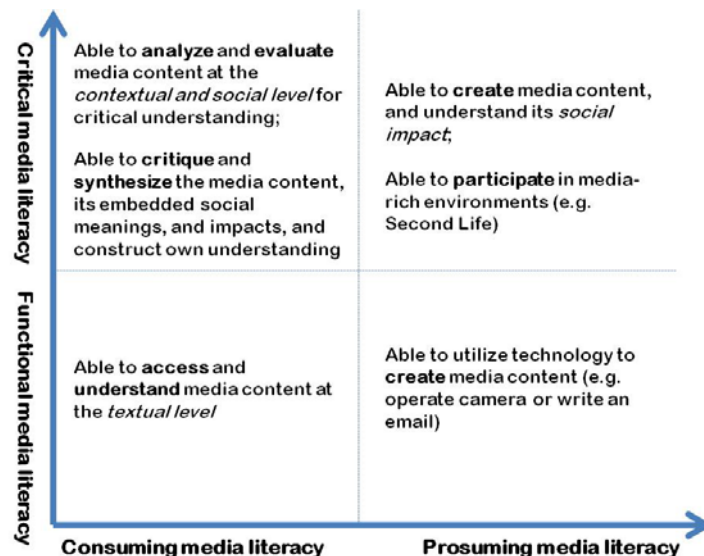 Critical media literacy
Able to analyze and evaluate
media content at the
contextual and social level for
critical understanding;
Able to critique and
synthesize the media content,
its embedded social
meanings, and impacts, and
construct own understanding
Able to create media content,
and understand its social
impact;
Able to participate in media-
rich environments (e.g.
Second Life)
Functional media literacy
Able to access and
understand media content at
the textual level
Able to utilize technology to
create media content (e.g.
operate camera or write an
email)
Consuming media literacy
Prosuming media literacy